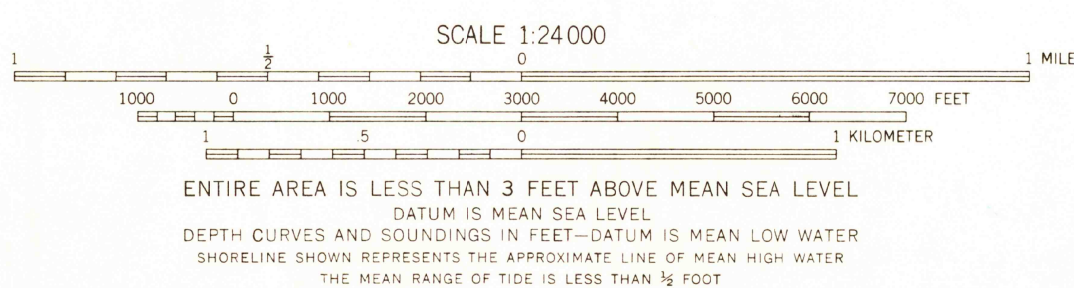 SCALE 1:24 000
1 ½ 0 1 MILE
1000 0 1000 2000 3000 4000 5000 6000 7000 FEET
1 .5 0 1 KILOMETER
ENTIRE AREA IS LESS THAN 3 FEET ABOVE MEAN SEA LEVEL
DATUM IS MEAN SEA LEVEL
DEPTH CURVES AND SOUNDINGS IN FEET—DATUM IS MEAN LOW WATER
SHORELINE SHOWN REPRESENTS THE APPROXIMATE LINE OF MEAN HIGH WATER
THE MEAN RANGE OF TIDE IS LESS THAN ½ FOOT